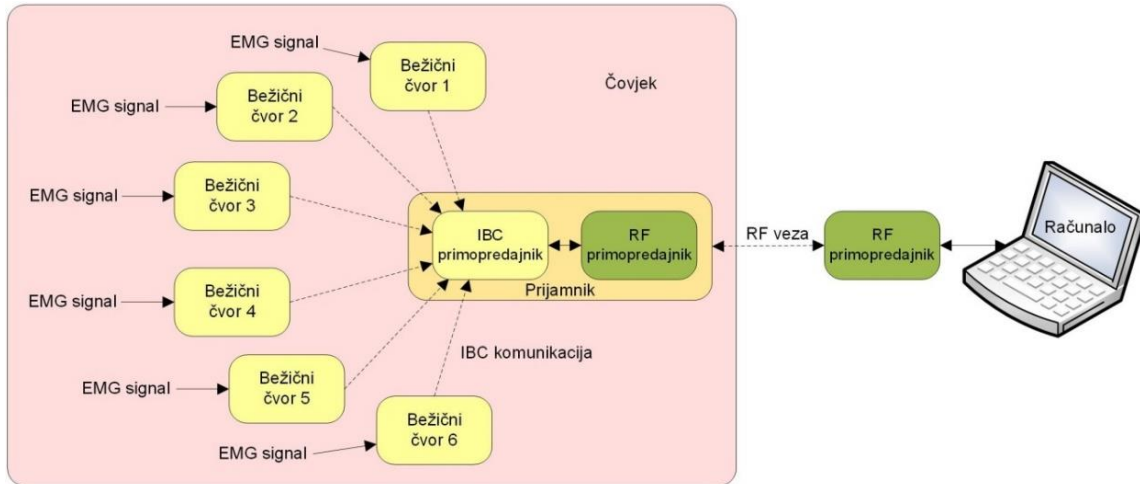 EMG signal
Bežični
čvor 1
Čovjek
EMG signal
Bežični
čvor 2
EMG signal
Bežični
čvor 3
IBC
primopredajnik
RF
primopredajnik
Prijamnik
RF veza
RF
primopredajnik
Računalo
EMG signal
Bežični
čvor 4
IBC komunikacija
EMG signal
Bežični
čvor 5
EMG signal
Bežični
čvor 6